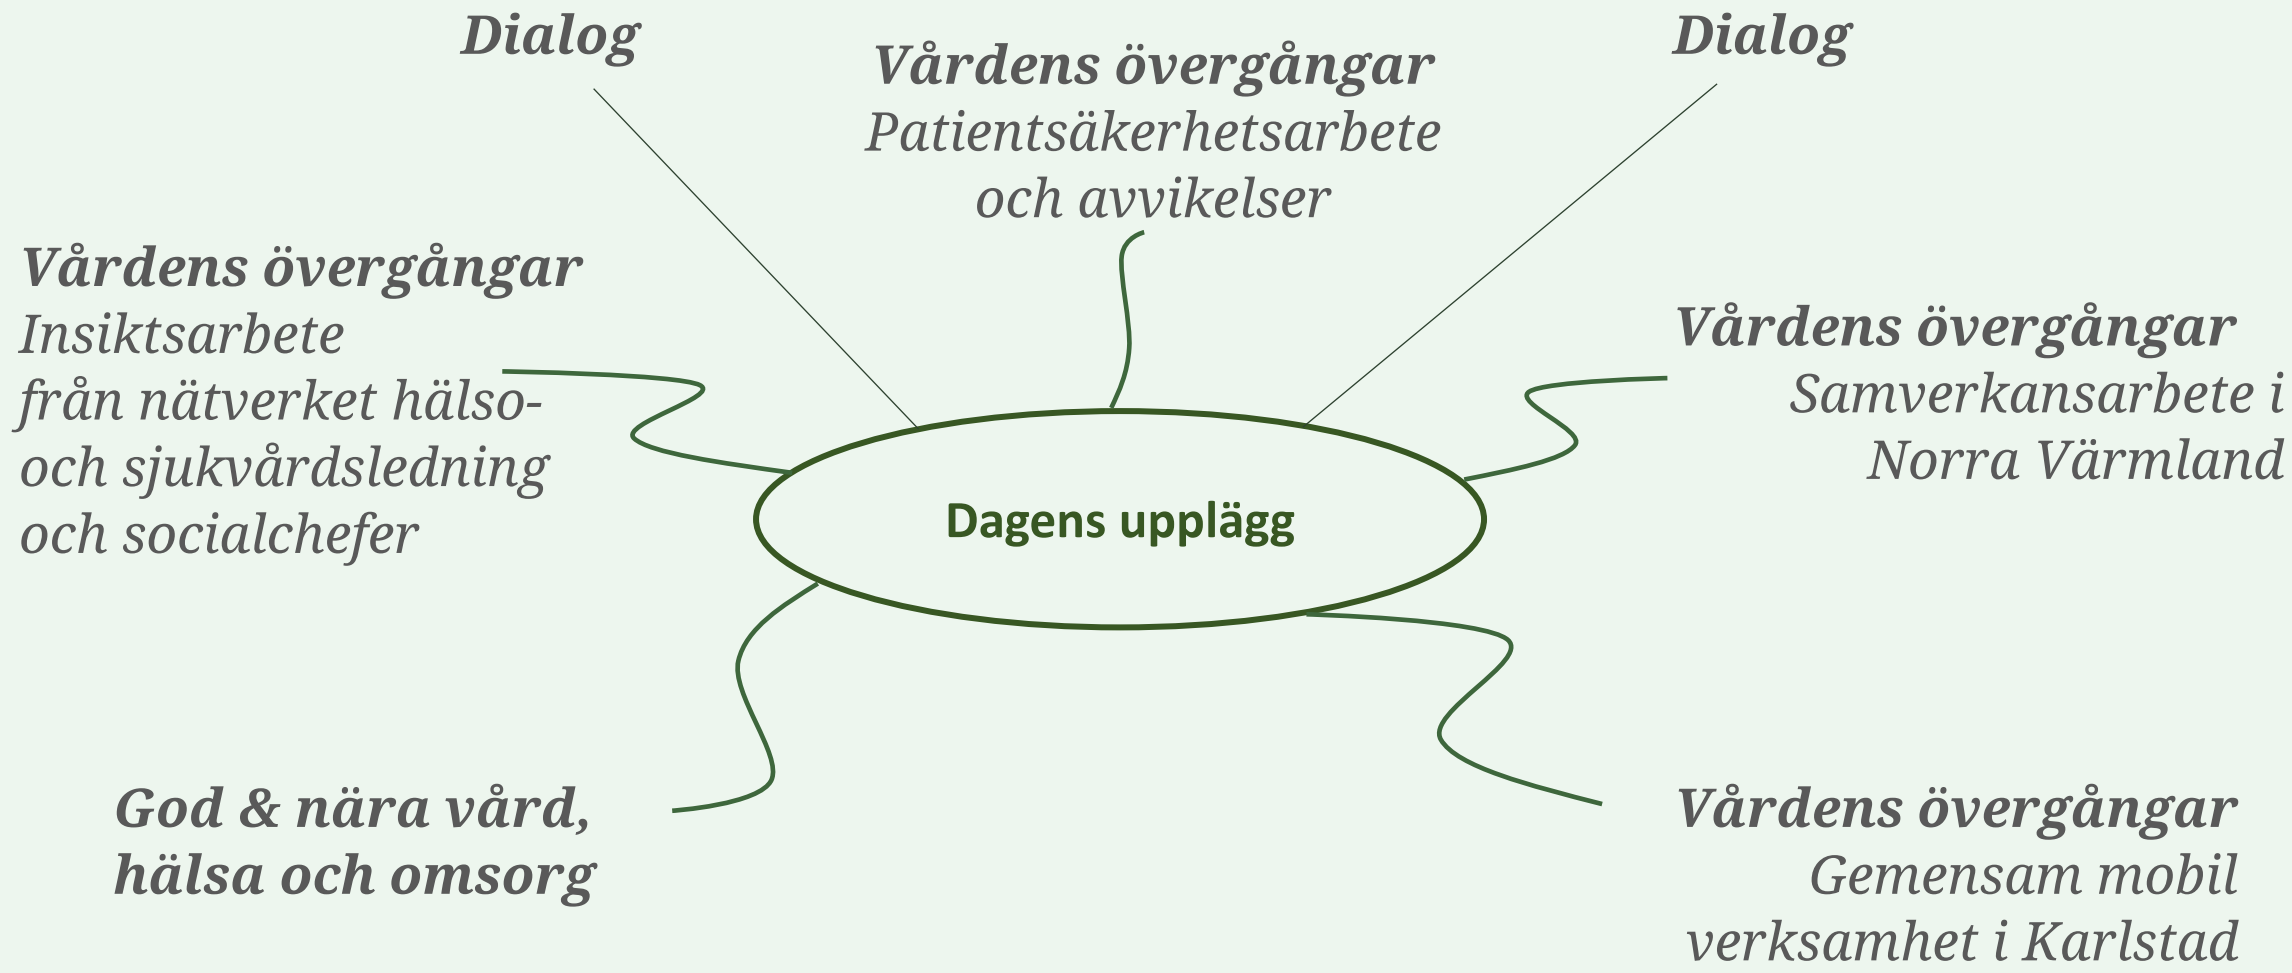 Dialog
Dialog
Vårdens övergångar
Patientsäkerhetsarbete
och avvikelser
Vårdens övergångar
Insiktsarbete
från nätverket hälso-
och sjukvårdsledning
och socialchefer
Vårdens övergångar
Samverkansarbete i
Norra Värmland
Dagens upplägg
God & nära vård,
hälsa och omsorg
Vårdens övergångar
Gemensam mobil
verksamhet i Karlstad